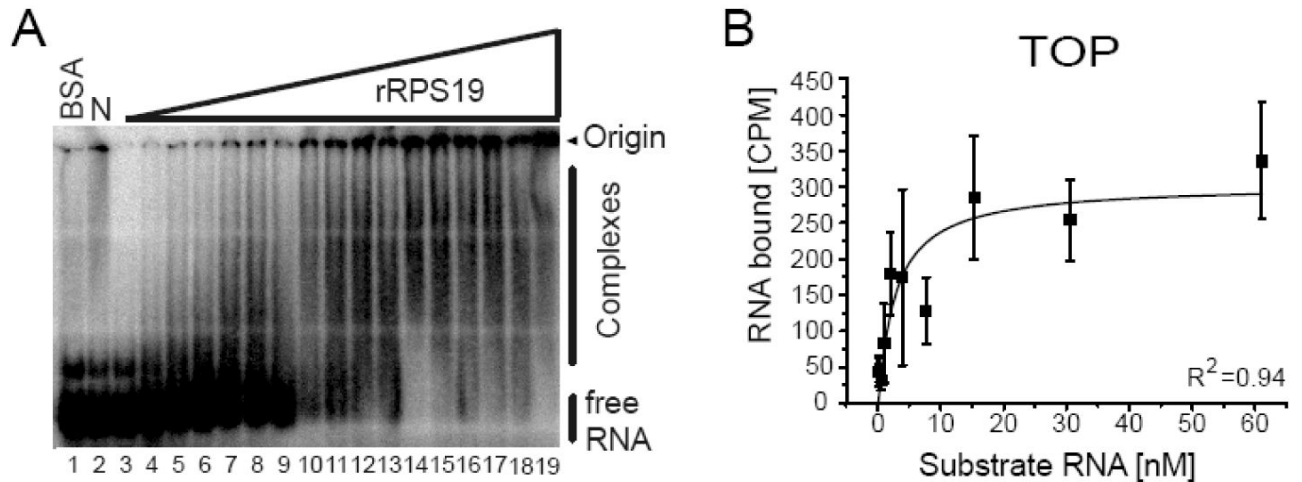 A
BSA
N
rRPS19
Origin
Complexes
free
RNA
1 2 3 4 5 6 7 8 9 10 11 12 13 14 15 16 17 18 19
B
TOP
RNA bound [CPM]
450
400
350
300
250
200
150
100
50
0
R²=0.94
0 10 20 30 40 50 60
Substrate RNA [nM]